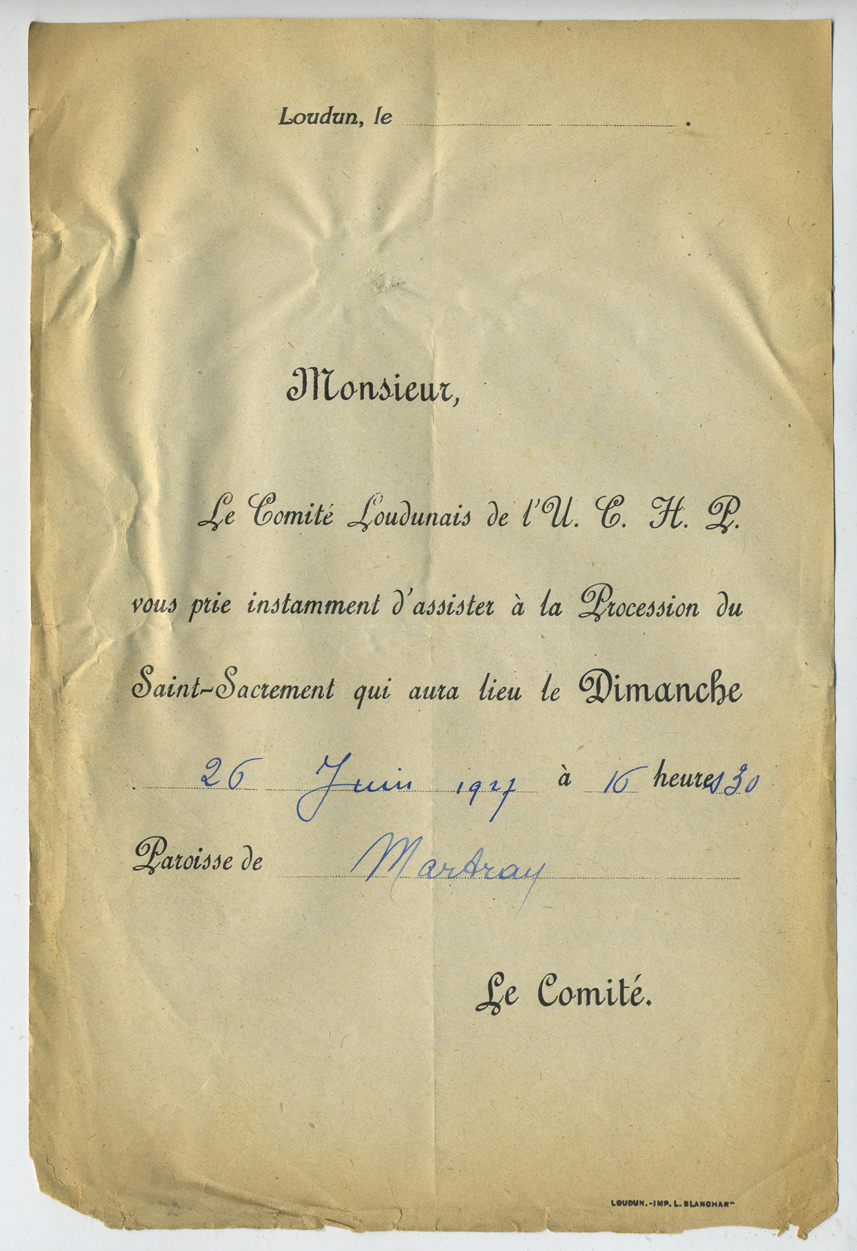 Loudun, le .
Monsieur,
Le Comité Loudunais de l'U. C. H. P.
vous prie instamment d'assister à la Procession du
Saint-Sacrement qui aura lieu le Dimanche
26 Juin 1927 à 16 heures 30
Paroisse de Martray
Le Comité.
LOUDUN.-IMP. L. BLANCHARD